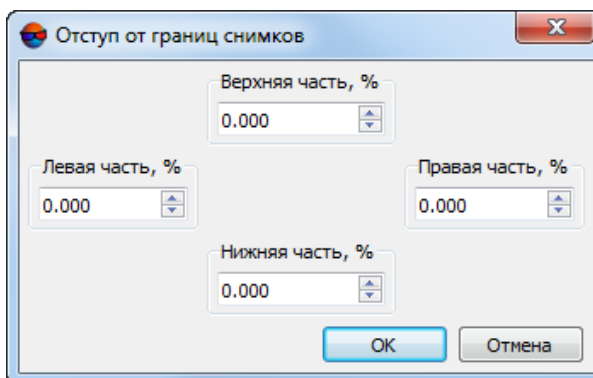 Отступ от границ снимков
Верхняя часть, %
0.000
Левая часть, %
0.000
Правая часть, %
0.000
Нижняя часть, %
0.000
OK
Отмена